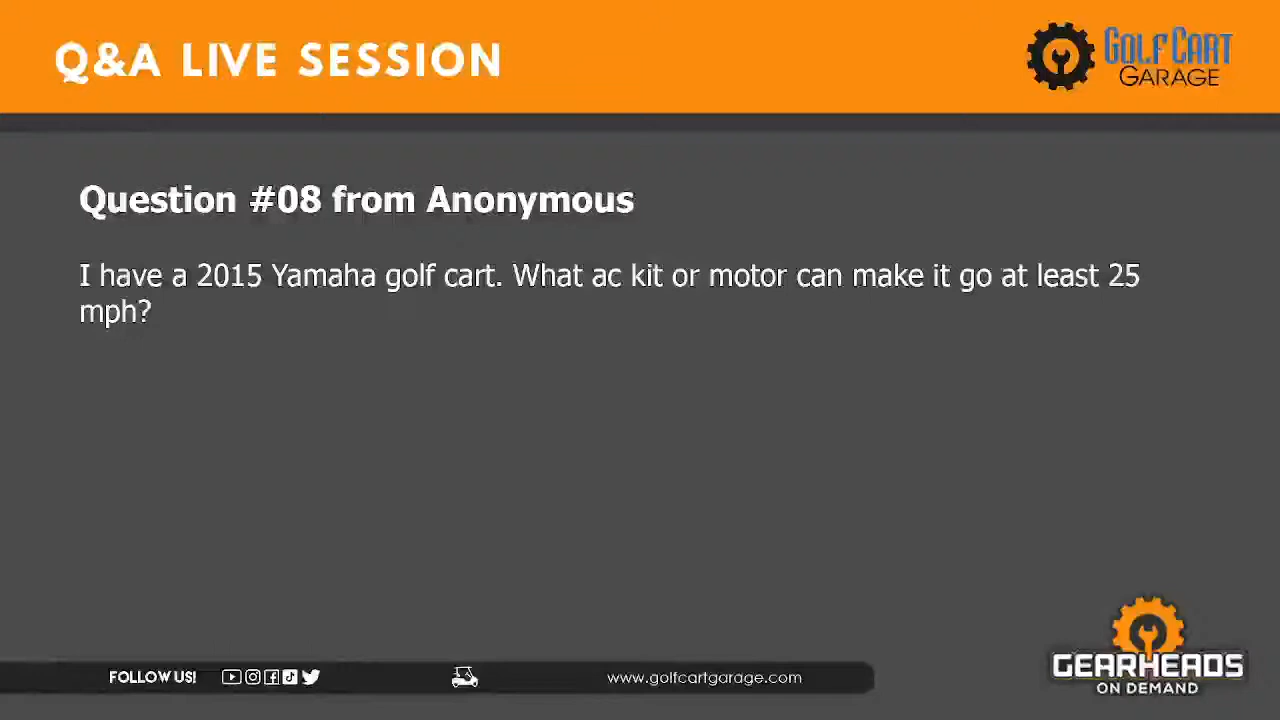 Q&A LIVE SESSION
GOLF CART
GARAGE
Question #08 from Anonymous
I have a 2015 Yamaha golf cart. What ac kit or motor can make it go at least 25
mph?
FOLLOW US!
www.golfcartgarage.com
GEARHEADS
ON DEMAND